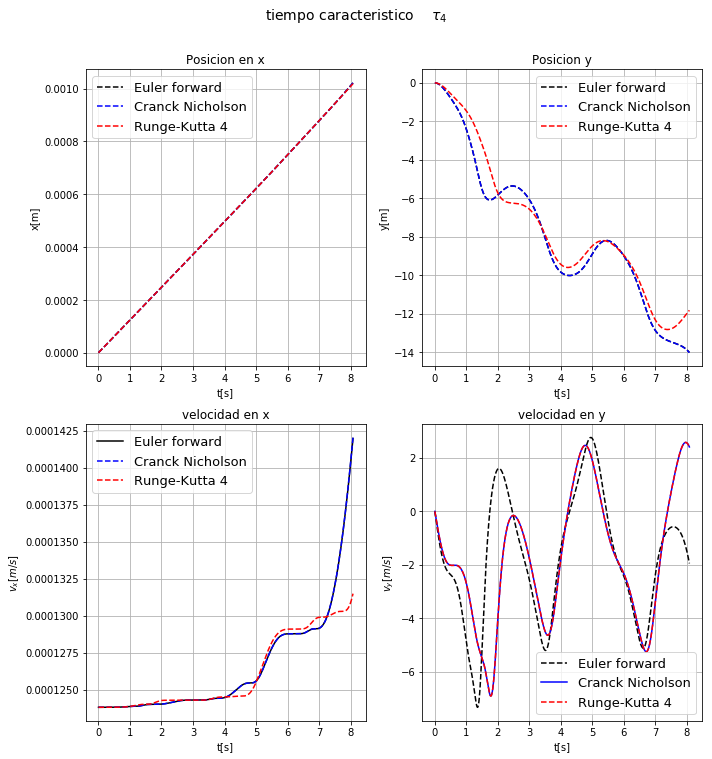 tiempo caracteristico τ4
Posicion en x
0.0010
0.0008
0.0006
0.0004
0.0002
0.0000
x[m]
0 1 2 3 4 5 6 7 8
t[s]
Euler forward
Cranck Nicholson
Runge-Kutta 4
Posicion y
0
−2
−4
−6
−8
−10
−12
−14
y[m]
0 1 2 3 4 5 6 7 8
t[s]
Euler forward
Cranck Nicholson
Runge-Kutta 4
velocidad en x
0.0001425
0.0001400
0.0001375
0.0001350
0.0001325
0.0001300
0.0001275
0.0001250
vx[m/s]
0 1 2 3 4 5 6 7 8
t[s]
Euler forward
Cranck Nicholson
Runge-Kutta 4
velocidad en y
2
0
−2
−4
−6
vy[m/s]
0 1 2 3 4 5 6 7 8
t[s]
Euler forward
Cranck Nicholson
Runge-Kutta 4